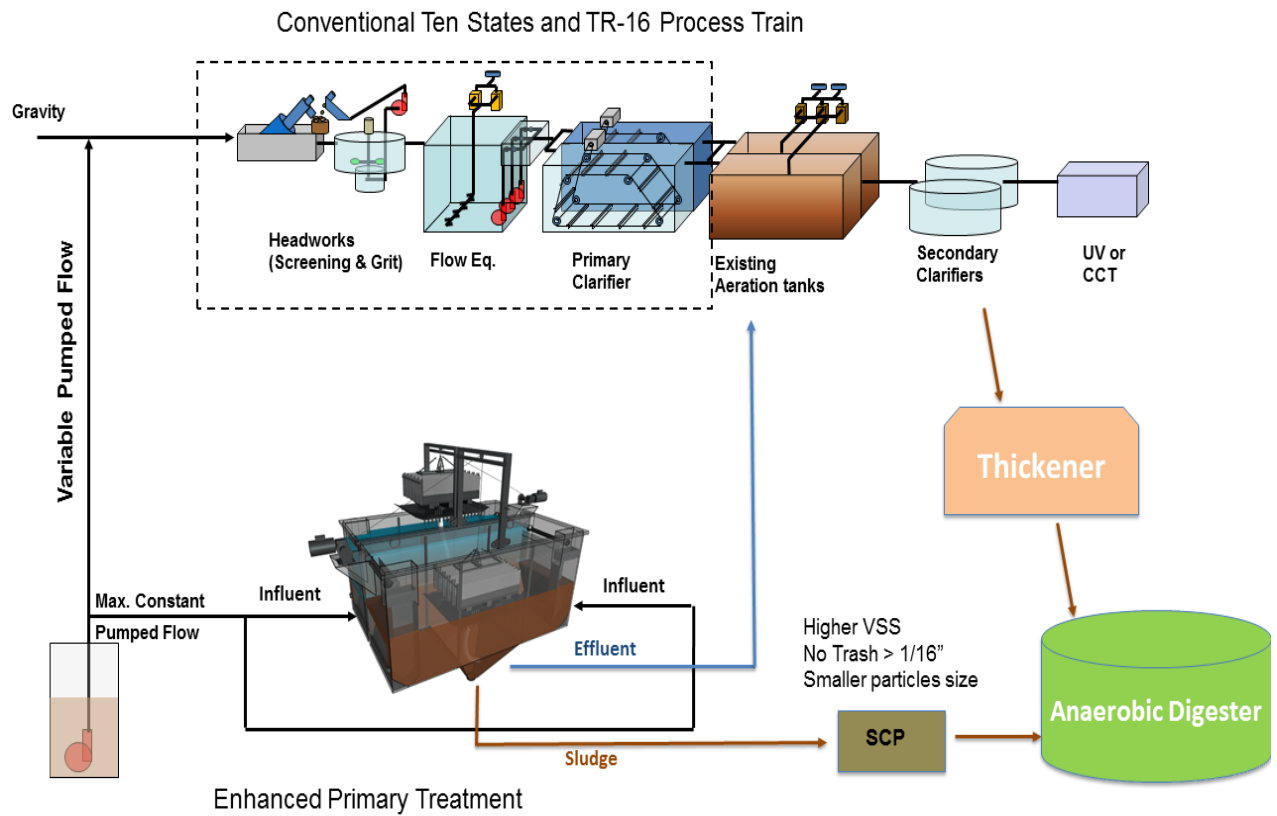 Conventional Ten States and TR-16 Process Train
Gravity
Headworks
(Screening & Grit)
Flow Eq.
Primary
Clarifier
Existing
Aeration tanks
Secondary
Clarifiers
UV or
CCT
Variable Pumped Flow
Thickener
Max. Constant
Pumped Flow
Influent
Influent
Effluent
Higher VSS
No Trash > 1/16”
Smaller particles size
SCP
Anaerobic Digester
Sludge
Enhanced Primary Treatment